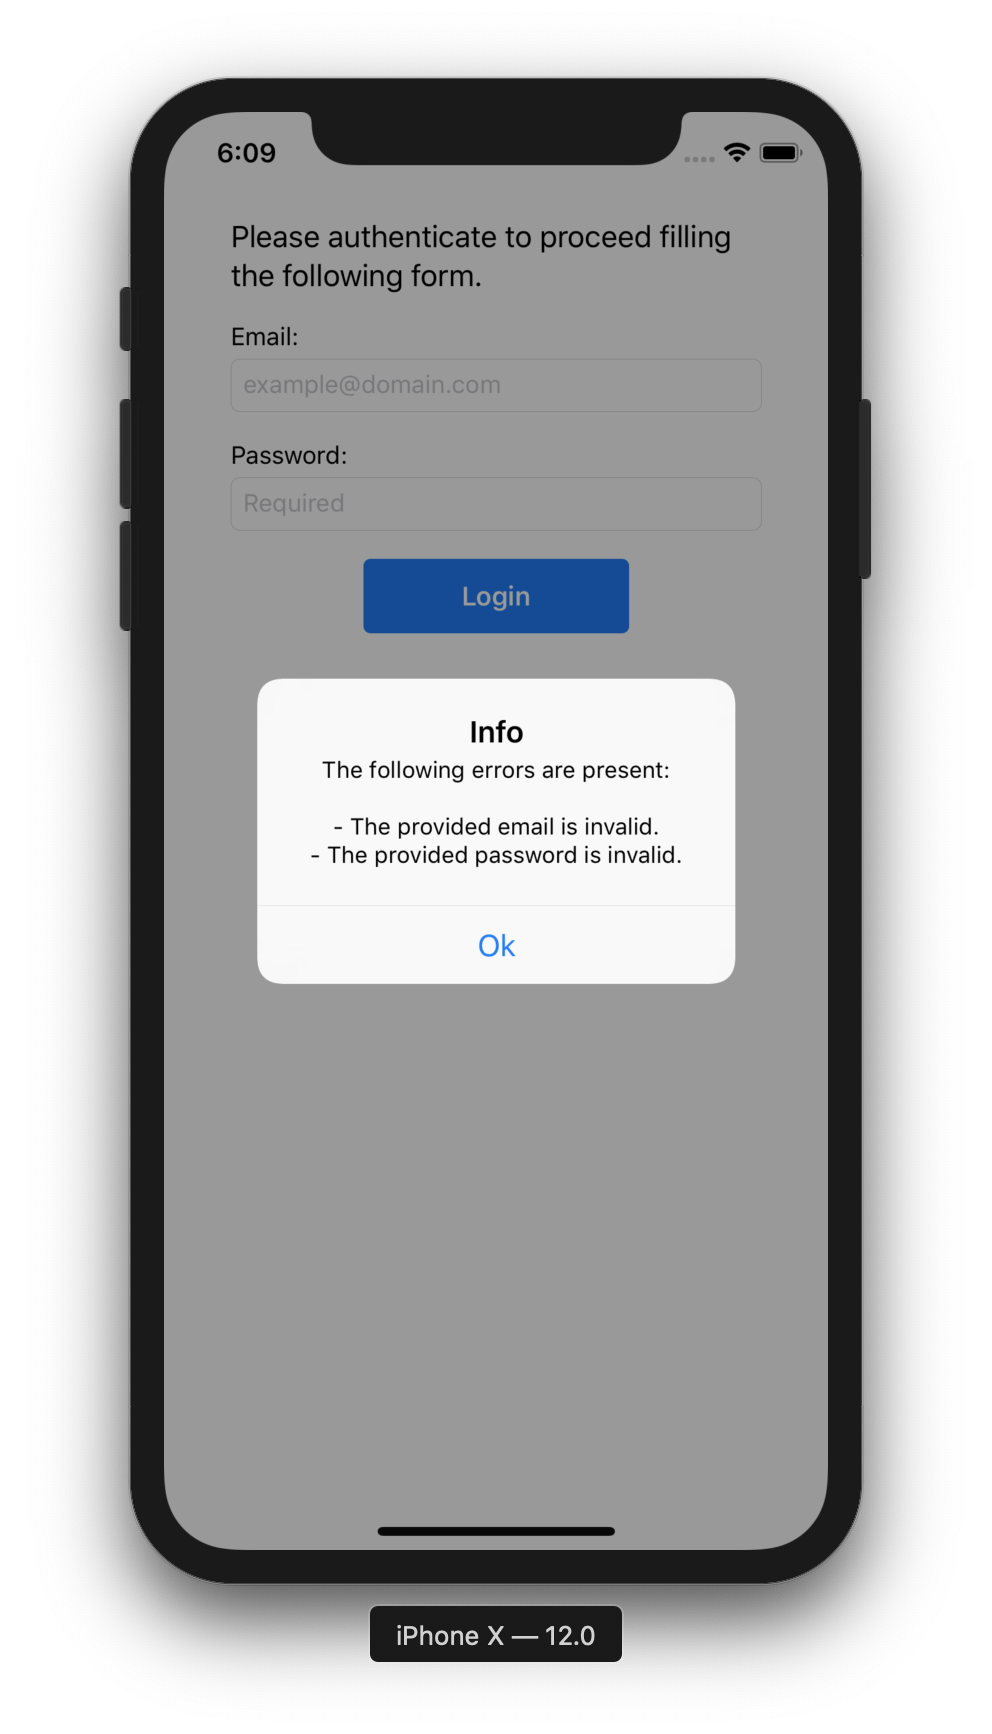 6:09
Please authenticate to proceed filling
the following form.
Email:
example@domain.com
Password:
Required
Login
Info
The following errors are present:
- The provided email is invalid.
- The provided password is invalid.
Ok
iPhone X — 12.0